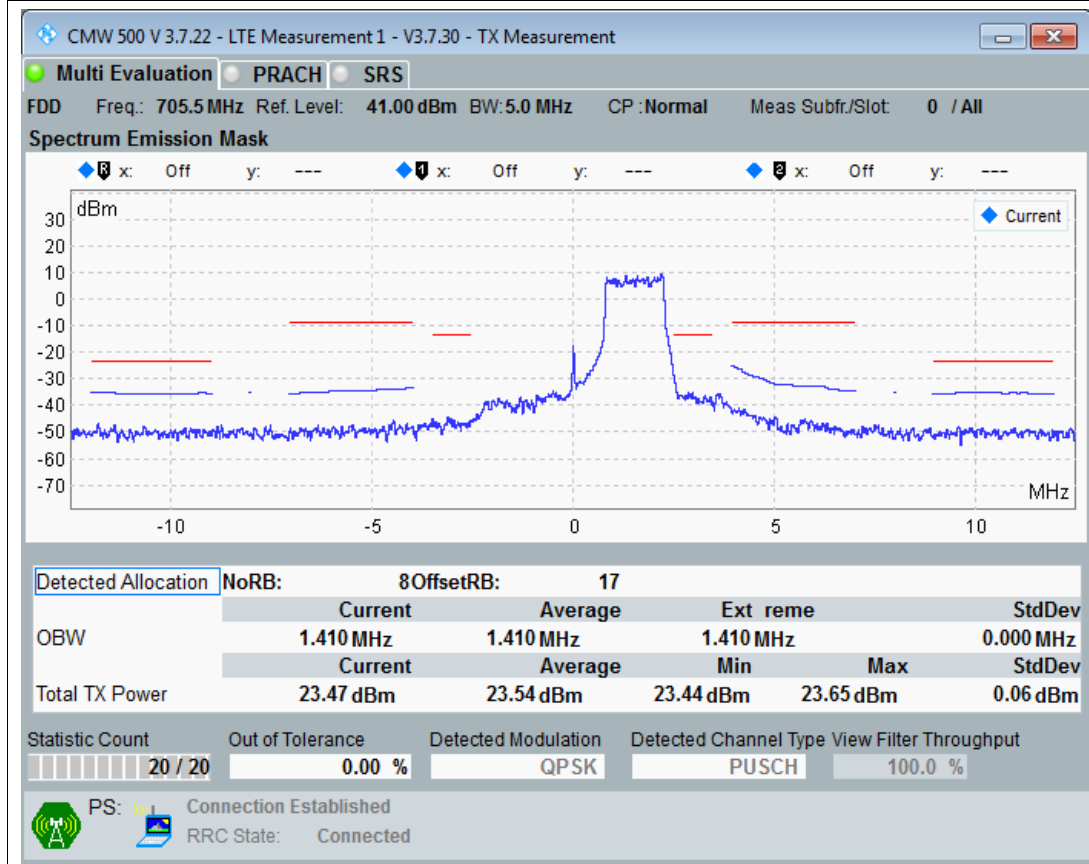 CMW 500 V 3.7.22 - LTE Measurement 1 - V3.7.30 - TX Measurement
Multi Evaluation PRACH SRS
FDD Freq.: 705.5 MHz Ref. Level: 41.00 dBm BW: 5.0 MHz CP : Normal Meas Subfr./Slot: 0 / All
Spectrum Emission Mask
R x: Off y: --- 1 x: Off y: --- 2 x: Off y: ---
dBm
Current
30
20
10
0
-10
-20
-30
-40
-50
-60
-70
MHz
-10 -5 0 5 10
Detected Allocation NoRB: 8 OffsetRB: 17
Current Average Ext reme StdDev
OBW 1.410 MHz 1.410 MHz 1.410 MHz 0.000 MHz
Current Average Min Max StdDev
Total TX Power 23.47 dBm 23.54 dBm 23.44 dBm 23.65 dBm 0.06 dBm
Statistic Count Out of Tolerance Detected Modulation Detected Channel Type View Filter Throughput
20 / 20 0.00 % QPSK PUSCH 100.0 %
PS: Connection Established
RRC State: Connected